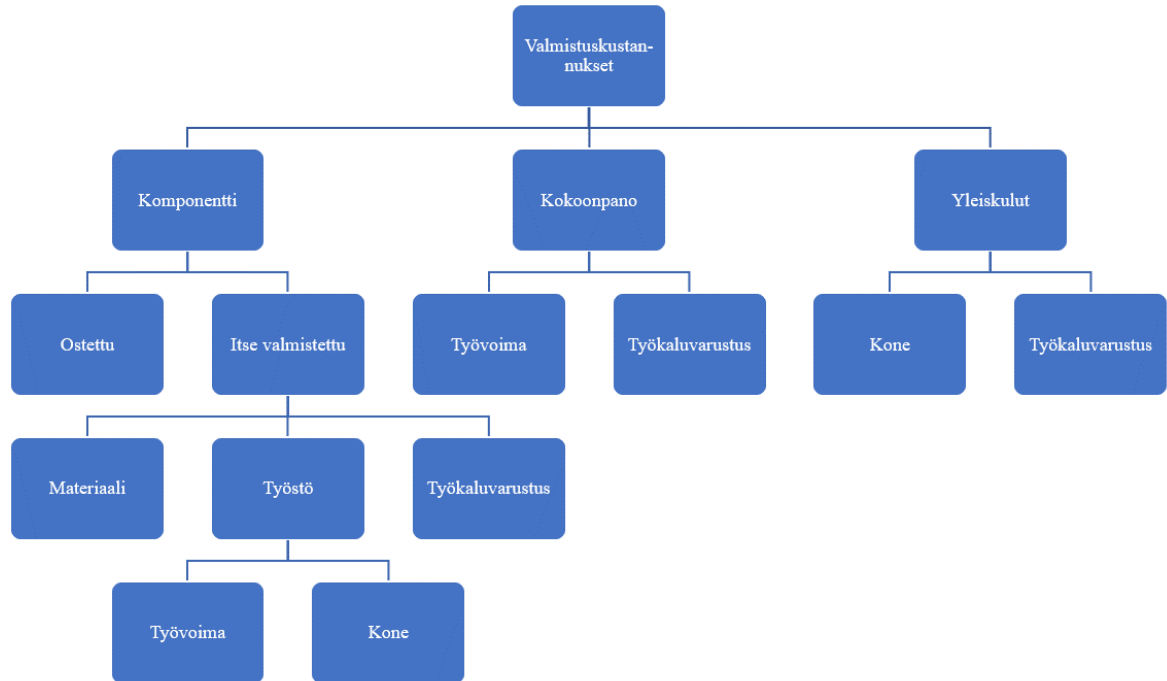 Valmistuskustan-
nukset
Komponentti
Kokoonpano
Yleiskulut
Ostettu
Itse valmistettu
Työvoima
Työkaluvarustus
Kone
Työkaluvarustus
Materiaali
Työstö
Työkaluvarustus
Työvoima
Kone